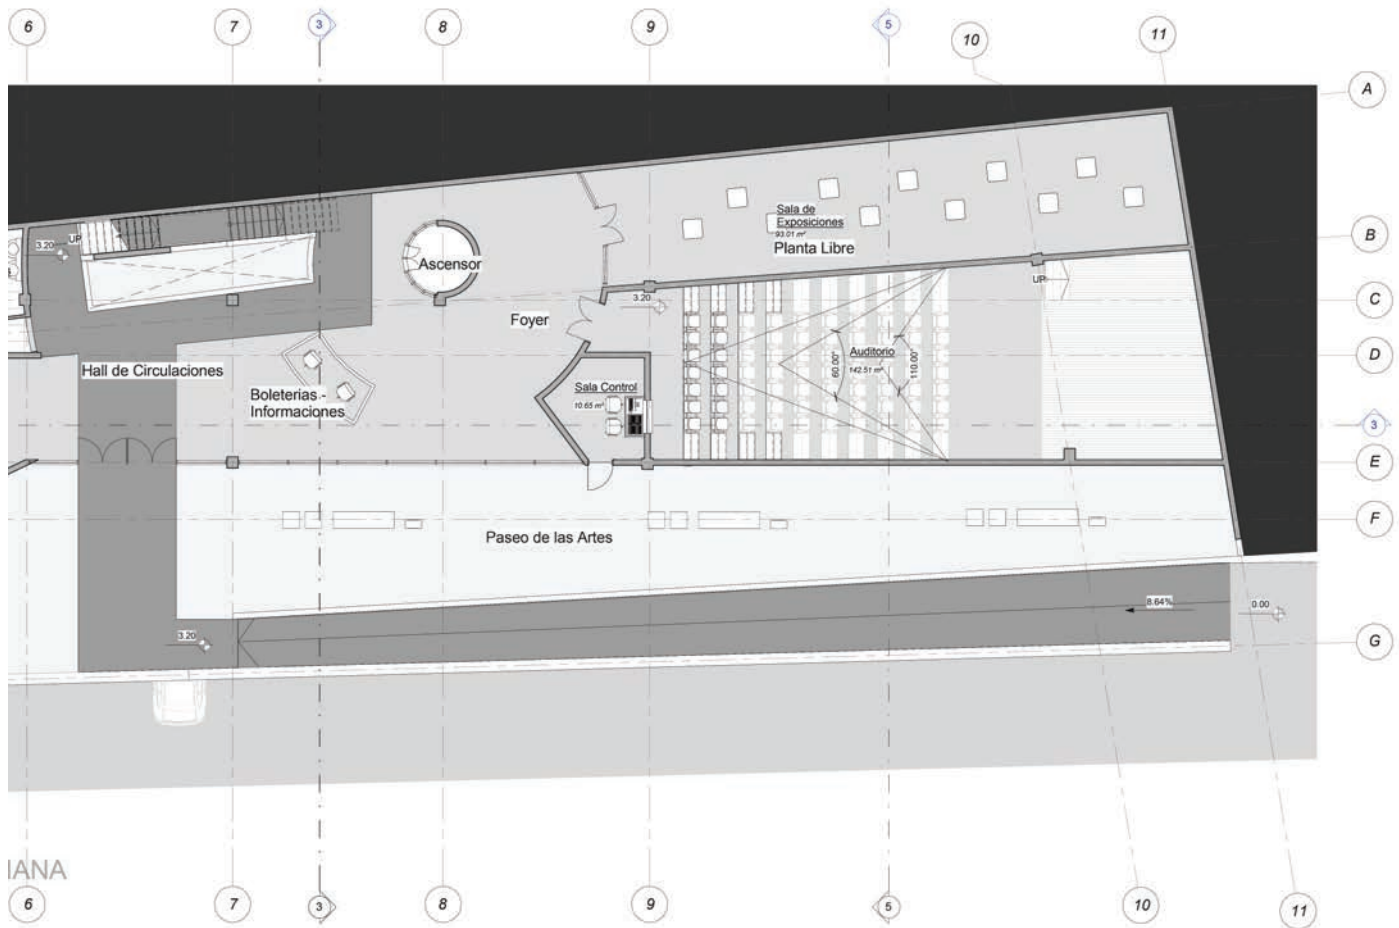 6
7
3
8
9
5
10
11
A
B
C
D
3
E
F
G
3.20
UP
Ascensor
Foyer
Sala de
Exposiciones
93.01 m²
Planta Libre
UP
3.20
Hall de Circulaciones
Boleterias -
Informaciones
Sala Control
10.65 m²
Auditorio
142.51 m²
60.00°
110.00°
Paseo de las Artes
3.20
8.64%
0.00
IANA
6
7
3
8
9
5
10
11